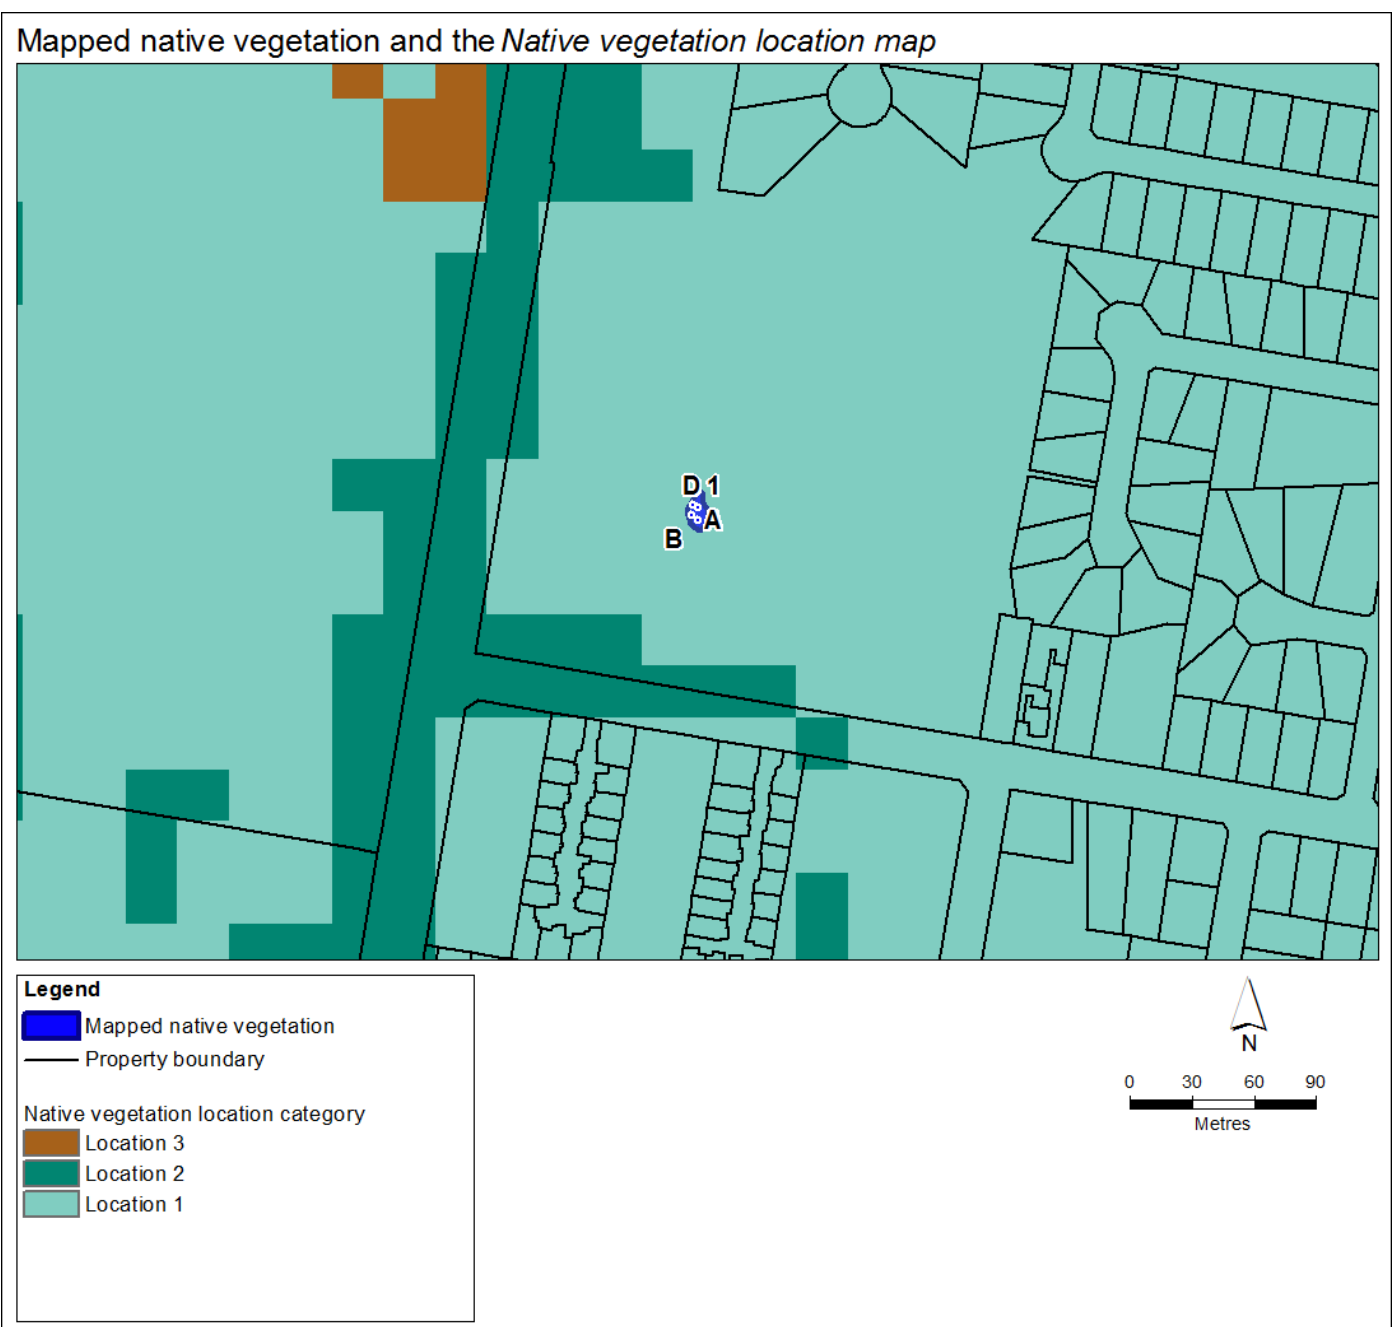 Mapped native vegetation and the Native vegetation location map
D 1
A
B
Legend
Mapped native vegetation
Property boundary
Native vegetation location category
Location 3
Location 2
Location 1
N
0 30 60 90
Metres